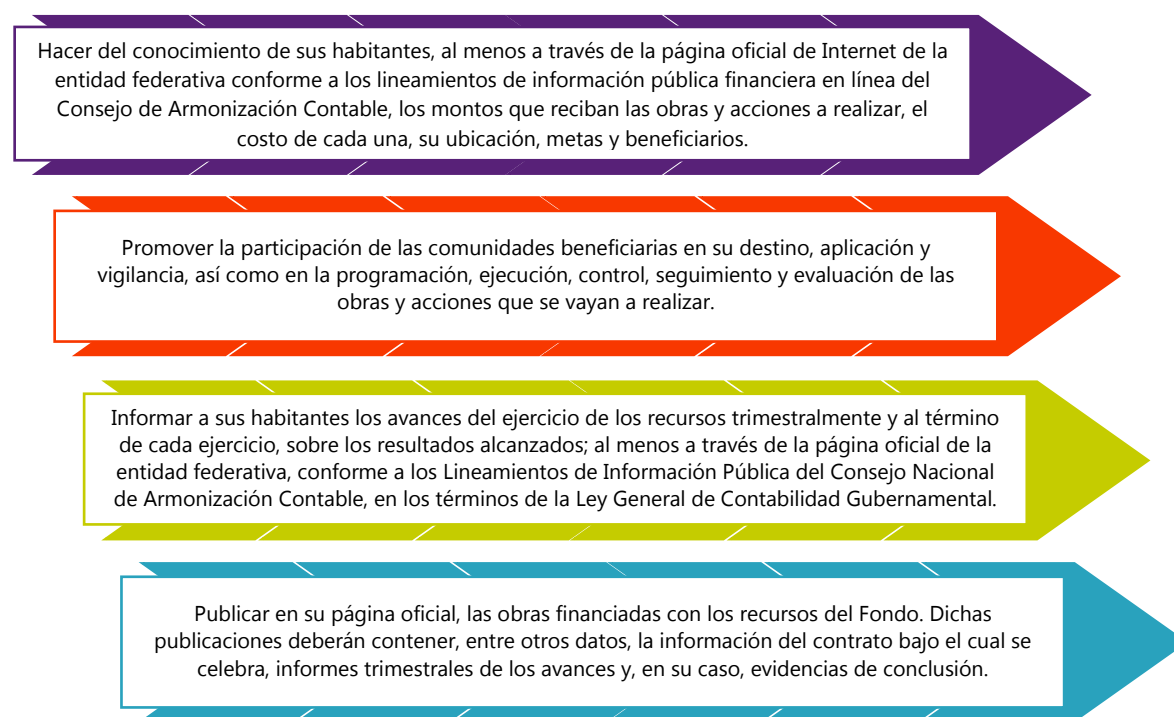 Hacer del conocimiento de sus habitantes, al menos a través de la página oficial de Internet de la
entidad federativa conforme a los lineamientos de información pública financiera en línea del
Consejo de Armonización Contable, los montos que reciban las obras y acciones a realizar, el
costo de cada una, su ubicación, metas y beneficiarios.
Promover la participación de las comunidades beneficiarias en su destino, aplicación y
vigilancia, así como en la programación, ejecución, control, seguimiento y evaluación de las
obras y acciones que se vayan a realizar.
Informar a sus habitantes los avances del ejercicio de los recursos trimestralmente y al término
de cada ejercicio, sobre los resultados alcanzados; al menos a través de la página oficial de la
entidad federativa, conforme a los Lineamientos de Información Pública del Consejo Nacional
de Armonización Contable, en los términos de la Ley General de Contabilidad Gubernamental.
Publicar en su página oficial, las obras financiadas con los recursos del Fondo. Dichas
publicaciones deberán contener, entre otros datos, la información del contrato bajo el cual se
celebra, informes trimestrales de los avances y, en su caso, evidencias de conclusión.